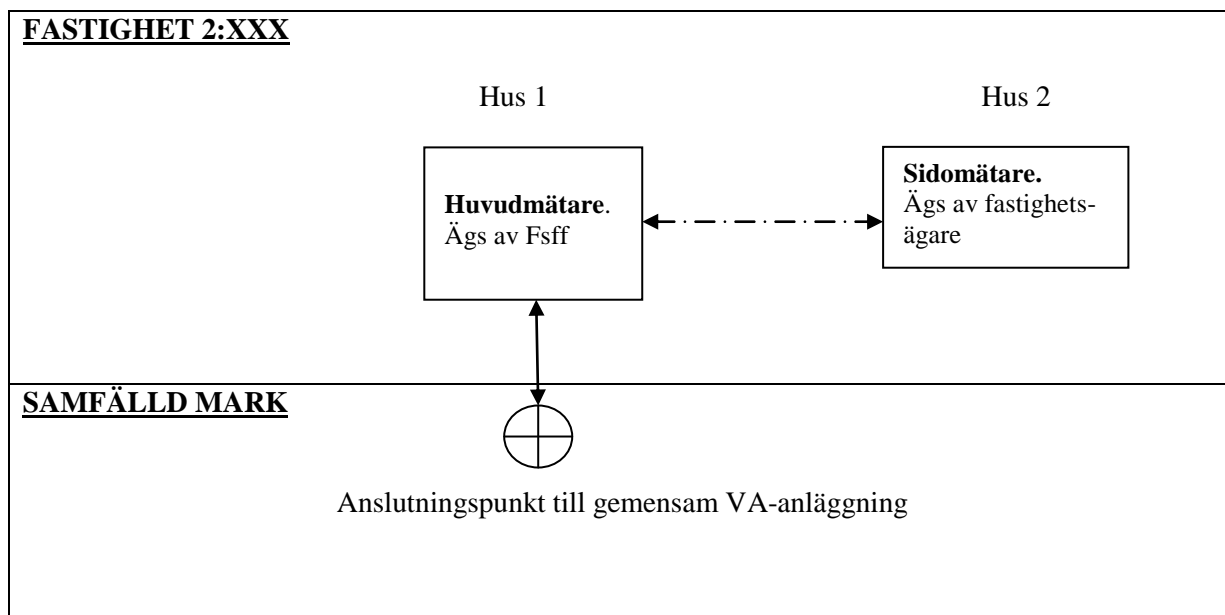 FASTIGHET 2:XXX
Hus 1
Hus 2
Huvudmätare.
Ägs av Fsff
Sidomätare.
Ägs av fastighets-
ägare
SAMFÄLLD MARK
Anslutningspunkt till gemensam VA-anläggning